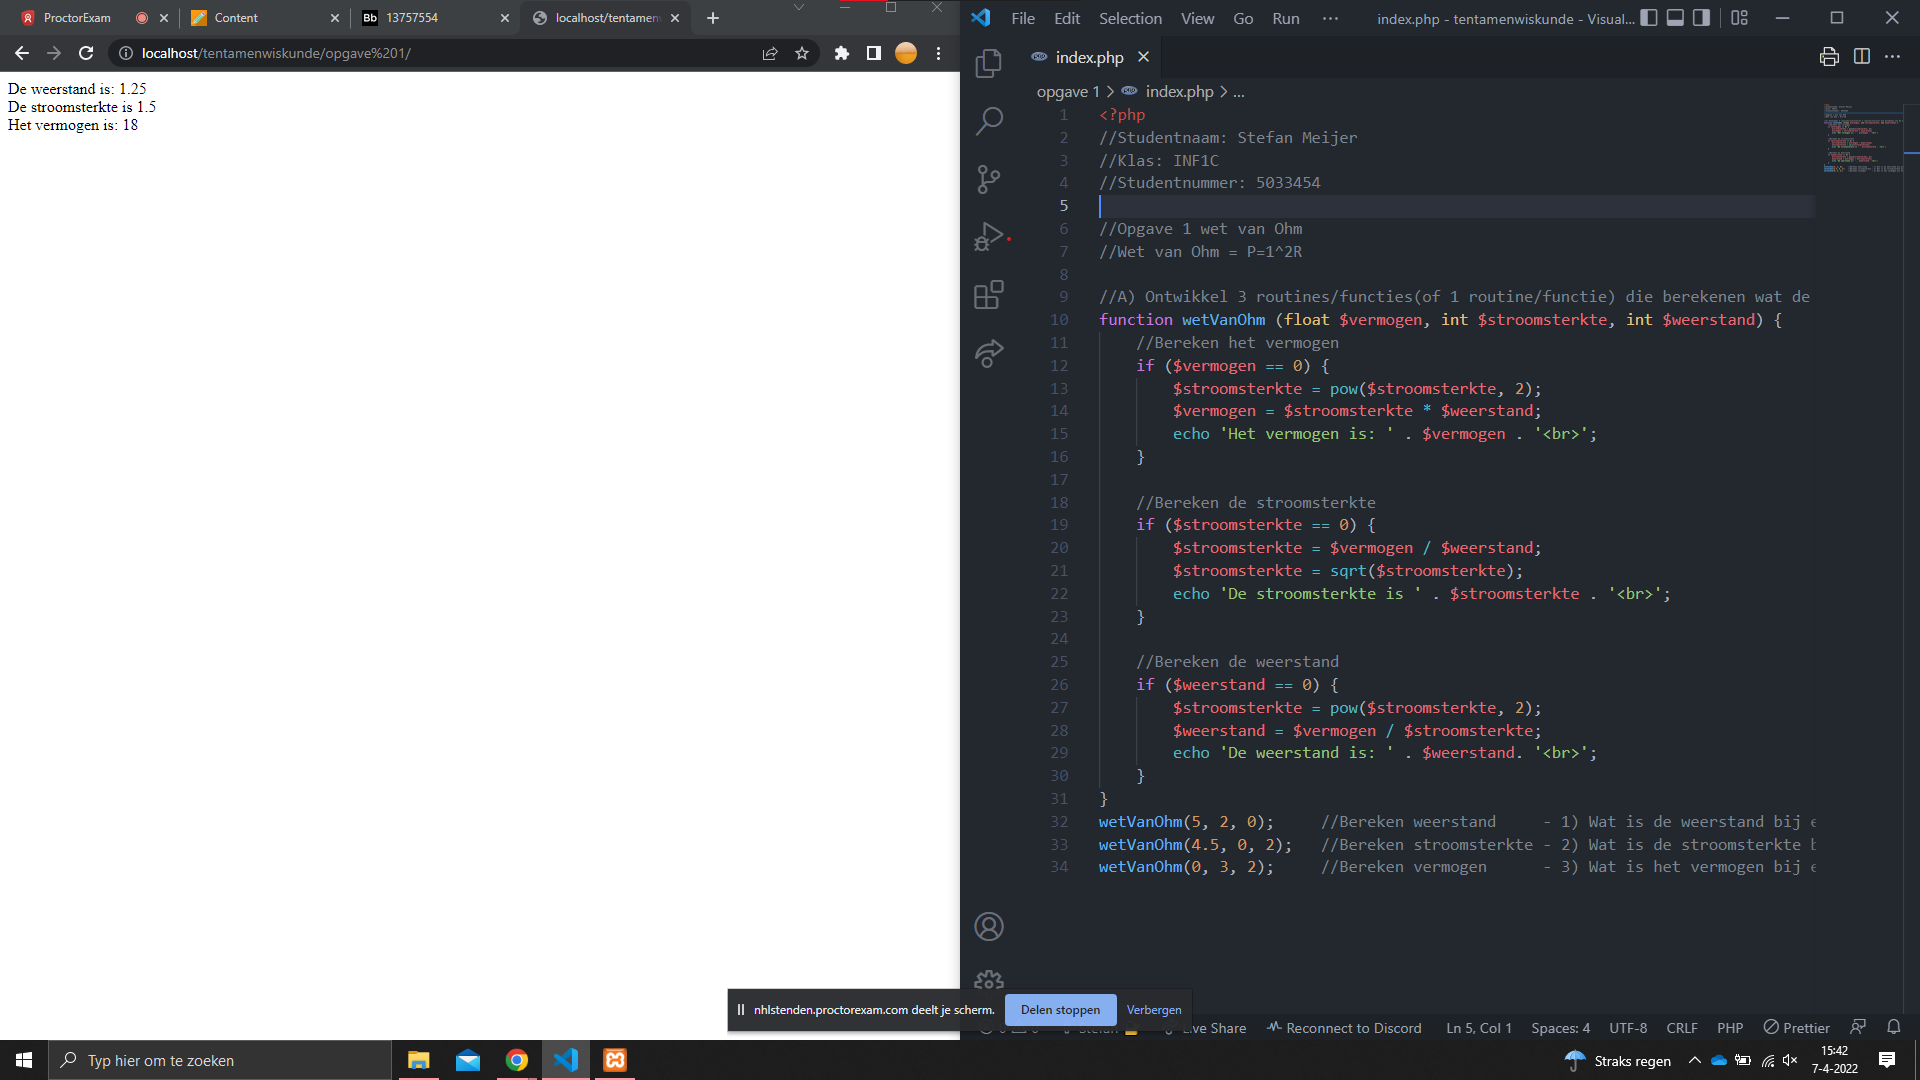 ProctorExam
Content
Bb 13757554
localhost/tentamen
localhost/tentamenwiskunde/opgave%201/
De weerstand is: 1.25
De stroomsterkte is 1.5
Het vermogen is: 18
File Edit Selection View Go Run ··· index.php - tentamenwiskunde - Visual...
index.php
opgave 1 > index.php > ...
1 <?php
2 //Studentnaam: Stefan Meijer
3 //Klas: INF1C
4 //Studentnummer: 5033454
5
6 //Opgave 1 wet van Ohm
7 //Wet van Ohm = P=1^2R
8
9 //A) Ontwikkel 3 routines/functies(of 1 routine/functie) die berekenen wat de
10 function wetVanOhm (float $vermogen, int $stroomsterkte, int $weerstand) {
11 //Bereken het vermogen
12 if ($vermogen == 0) {
13 $stroomsterkte = pow($stroomsterkte, 2);
14 $vermogen = $stroomsterkte * $weerstand;
15 echo 'Het vermogen is: ' . $vermogen . '<br>';
16 }
17
18 //Bereken de stroomsterkte
19 if ($stroomsterkte == 0) {
20 $stroomsterkte = $vermogen / $weerstand;
21 $stroomsterkte = sqrt($stroomsterkte);
22 echo 'De stroomsterkte is ' . $stroomsterkte . '<br>';
23 }
24
25 //Bereken de weerstand
26 if ($weerstand == 0) {
27 $stroomsterkte = pow($stroomsterkte, 2);
28 $weerstand = $vermogen / $stroomsterkte;
29 echo 'De weerstand is: ' . $weerstand. '<br>';
30 }
31 }
32 wetVanOhm(5, 2, 0); //Bereken weerstand - 1) Wat is de weerstand bij e
33 wetVanOhm(4.5, 0, 2); //Bereken stroomsterkte - 2) Wat is de stroomsterkte b
34 wetVanOhm(0, 3, 2); //Bereken vermogen - 3) Wat is het vermogen bij e
nhlstenden.proctorexam.com deelt je scherm. Delen stoppen Verbergen
Live Share Reconnect to Discord Ln 5, Col 1 Spaces: 4 UTF-8 CRLF PHP Prettier
Typ hier om te zoeken
Straks regen
15:42
7-4-2022